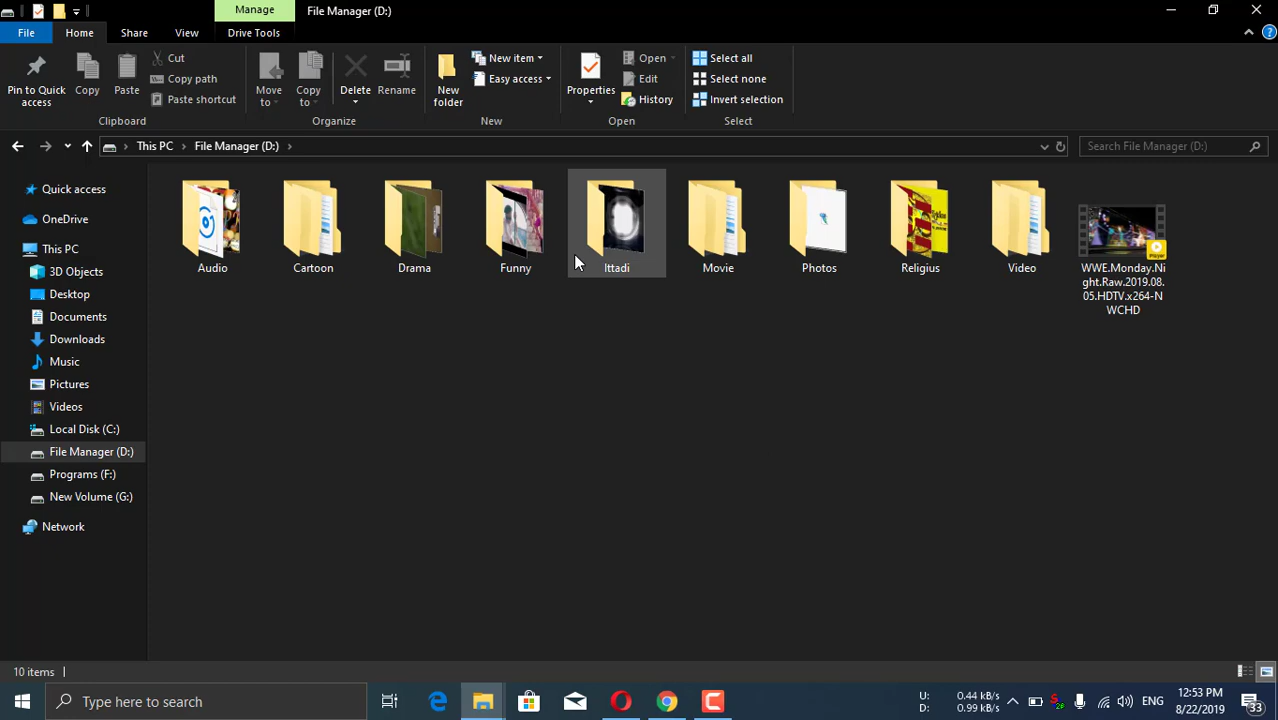 Manage
File Manager (D:)
File
Home
Share
View
Drive Tools
Pin to Quick
access
Copy
Paste
Cut
Copy path
Paste shortcut
Clipboard
Move
to
Copy
to
Delete
Rename
Organize
New
folder
New item
Easy access
New
Properties
Open
Edit
History
Open
Select all
Select none
Invert selection
Select
This PC
File Manager (D:)
Search File Manager (D:)
Quick access
OneDrive
This PC
3D Objects
Desktop
Documents
Downloads
Music
Pictures
Videos
Local Disk (C:)
File Manager (D:)
Programs (F:)
New Volume (G:)
Network
Audio
Cartoon
Drama
Funny
Ittadi
Movie
Photos
Religius
Video
WWE.Monday.Ni
ght.Raw.2019.08.
05.HDTV.x264-N
WCHD
10 items
Type here to search
U: 0.44 kB/s
D: 0.99 kB/s
ENG
12:53 PM
8/22/2019
33